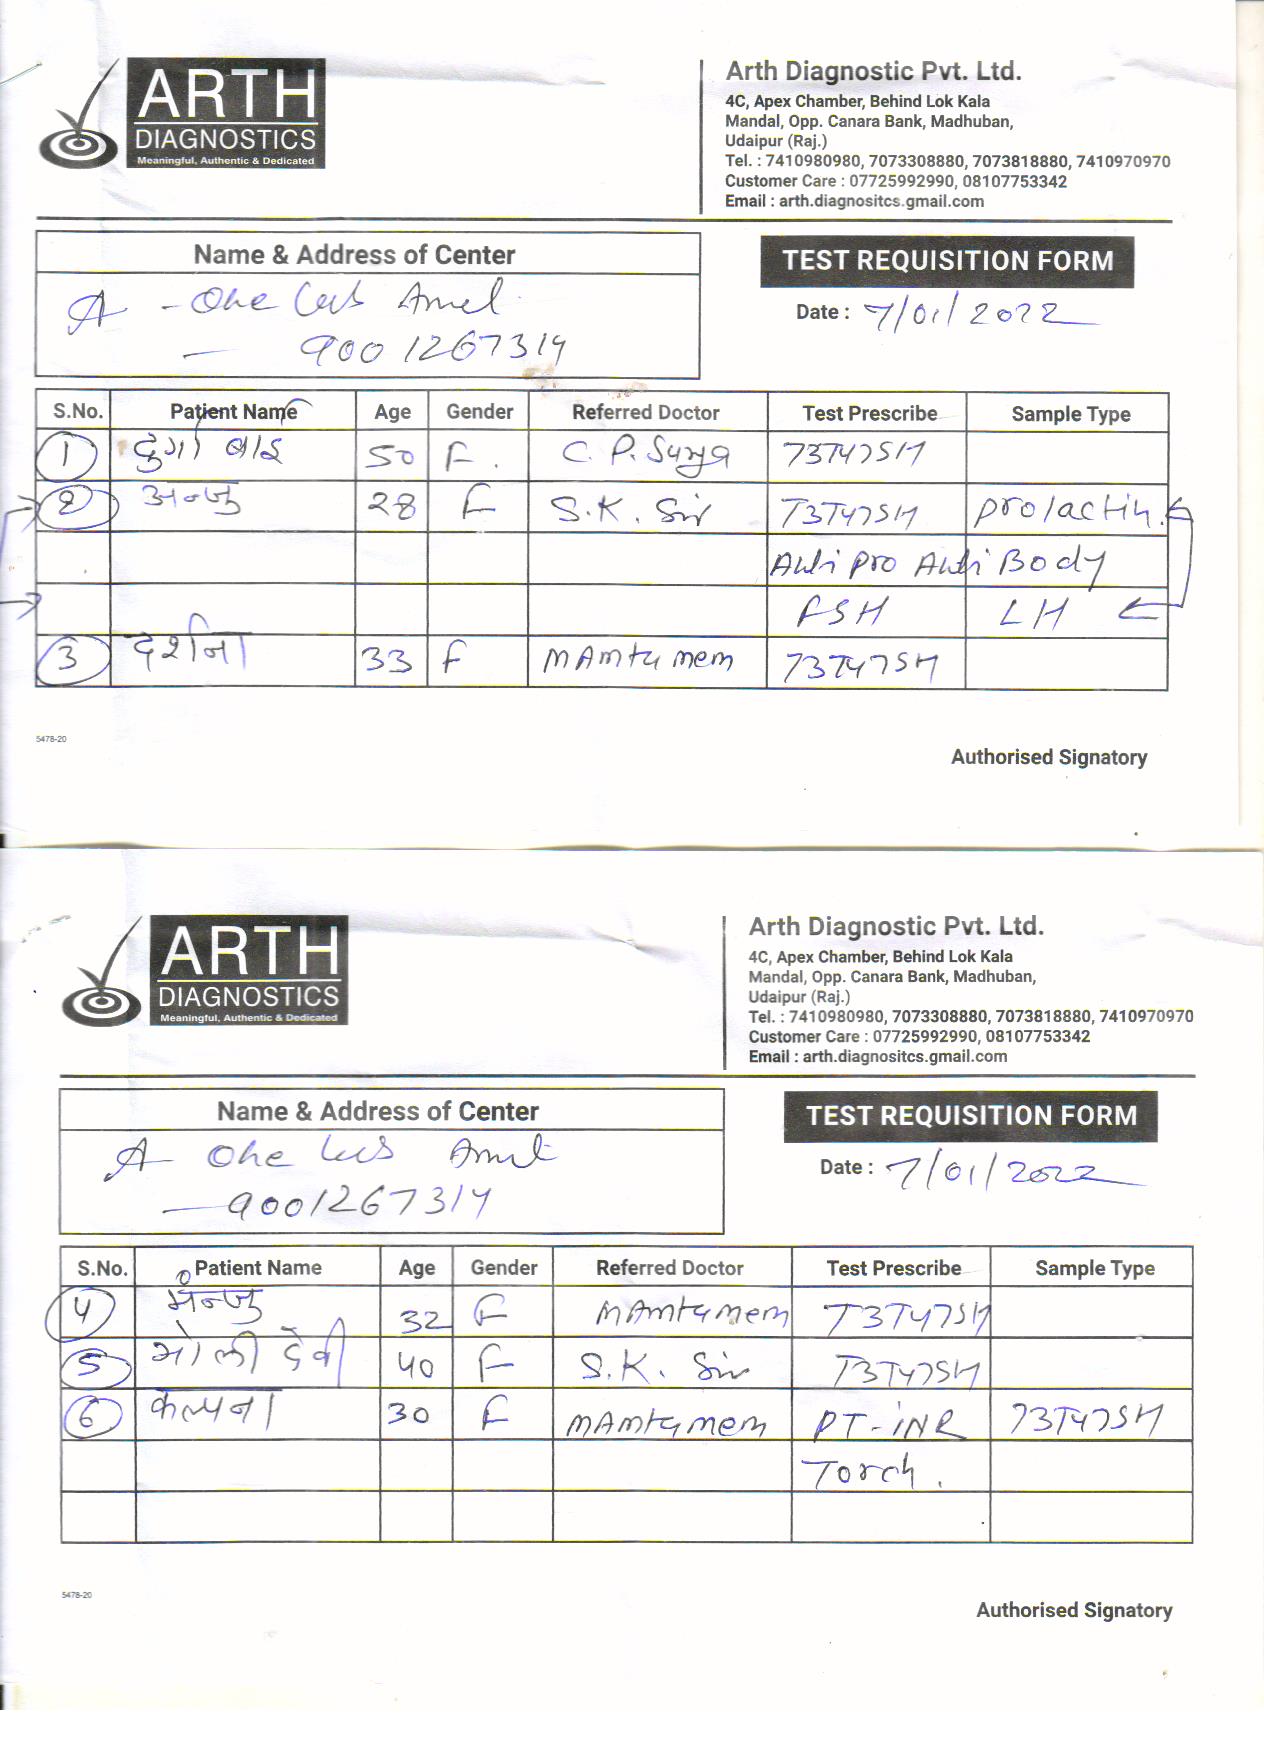 ARTH
DIAGNOSTICS
Meaningful, Authentic & Dedicated
Arth Diagnostic Pvt. Ltd.
4C, Apex Chamber, Behind Lok Kala
Mandal, Opp. Canara Bank, Madhuban,
Udaipur (Raj.)
Tel. : 7410980980, 7073308880, 7073818880, 7410970970
Customer Care : 07725992990, 08107753342
Email : arth.diagnositcs.gmail.com
Name & Address of Center
TEST REQUISITION FORM
A - One
Date : 7/01/2022
9001267314
S.No. Patient Name Age Gender Referred Doctor Test Prescribe Sample Type
1 दुर्गा बाई 50 F. C. P. T3T4TSH
2 अन्जु 28 F S.K. Sir T3T4TSH prolactin.
Anti pro Anti Body
FSH LH
3 33 F MAmta mem T3T4TSH
5478-20
Authorised Signatory
ARTH
DIAGNOSTICS
Meaningful, Authentic & Dedicated
Arth Diagnostic Pvt. Ltd.
4C, Apex Chamber, Behind Lok Kala
Mandal, Opp. Canara Bank, Madhuban,
Udaipur (Raj.)
Tel. : 7410980980, 7073308880, 7073818880, 7410970970
Customer Care : 07725992990, 08107753342
Email : arth.diagnositcs.gmail.com
Name & Address of Center
TEST REQUISITION FORM
A One
Date : 7/01/2022
9001267314
S.No. Patient Name Age Gender Referred Doctor Test Prescribe Sample Type
4 32 F MAmta mem T3T4TSH
5 देवी 40 F S.K. Sir T3T4TSH
6 कल्पना 30 F MAmta mem PT-iNR T3T4TSH
Torch.
5478-20
Authorised Signatory